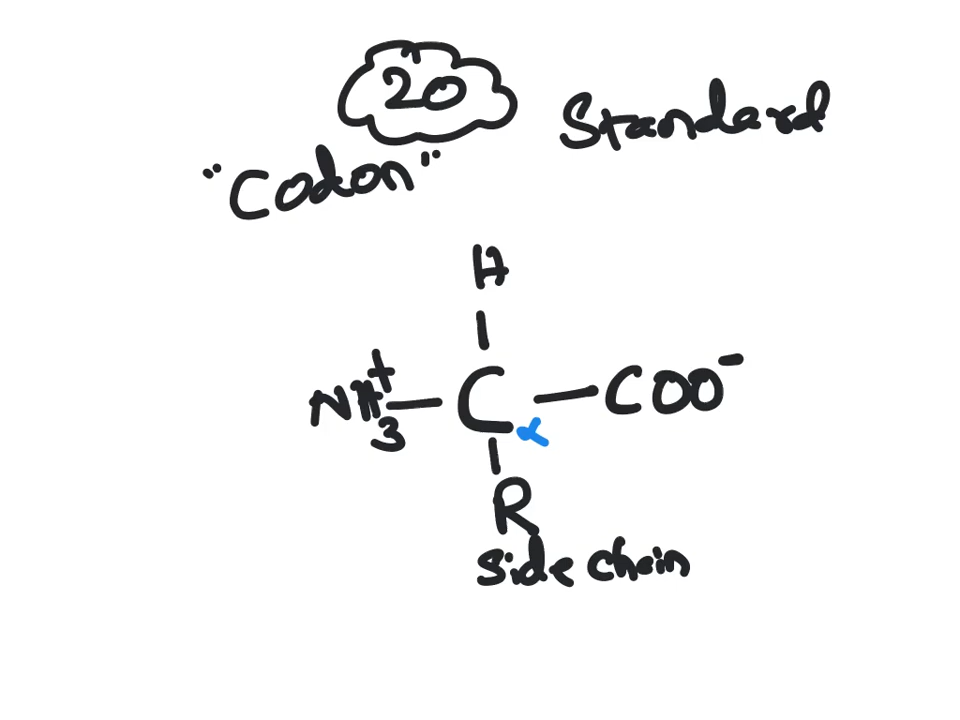 20 Standard
"Codon"
H
NH₃⁺ — C — COO⁻
α
R
side chain